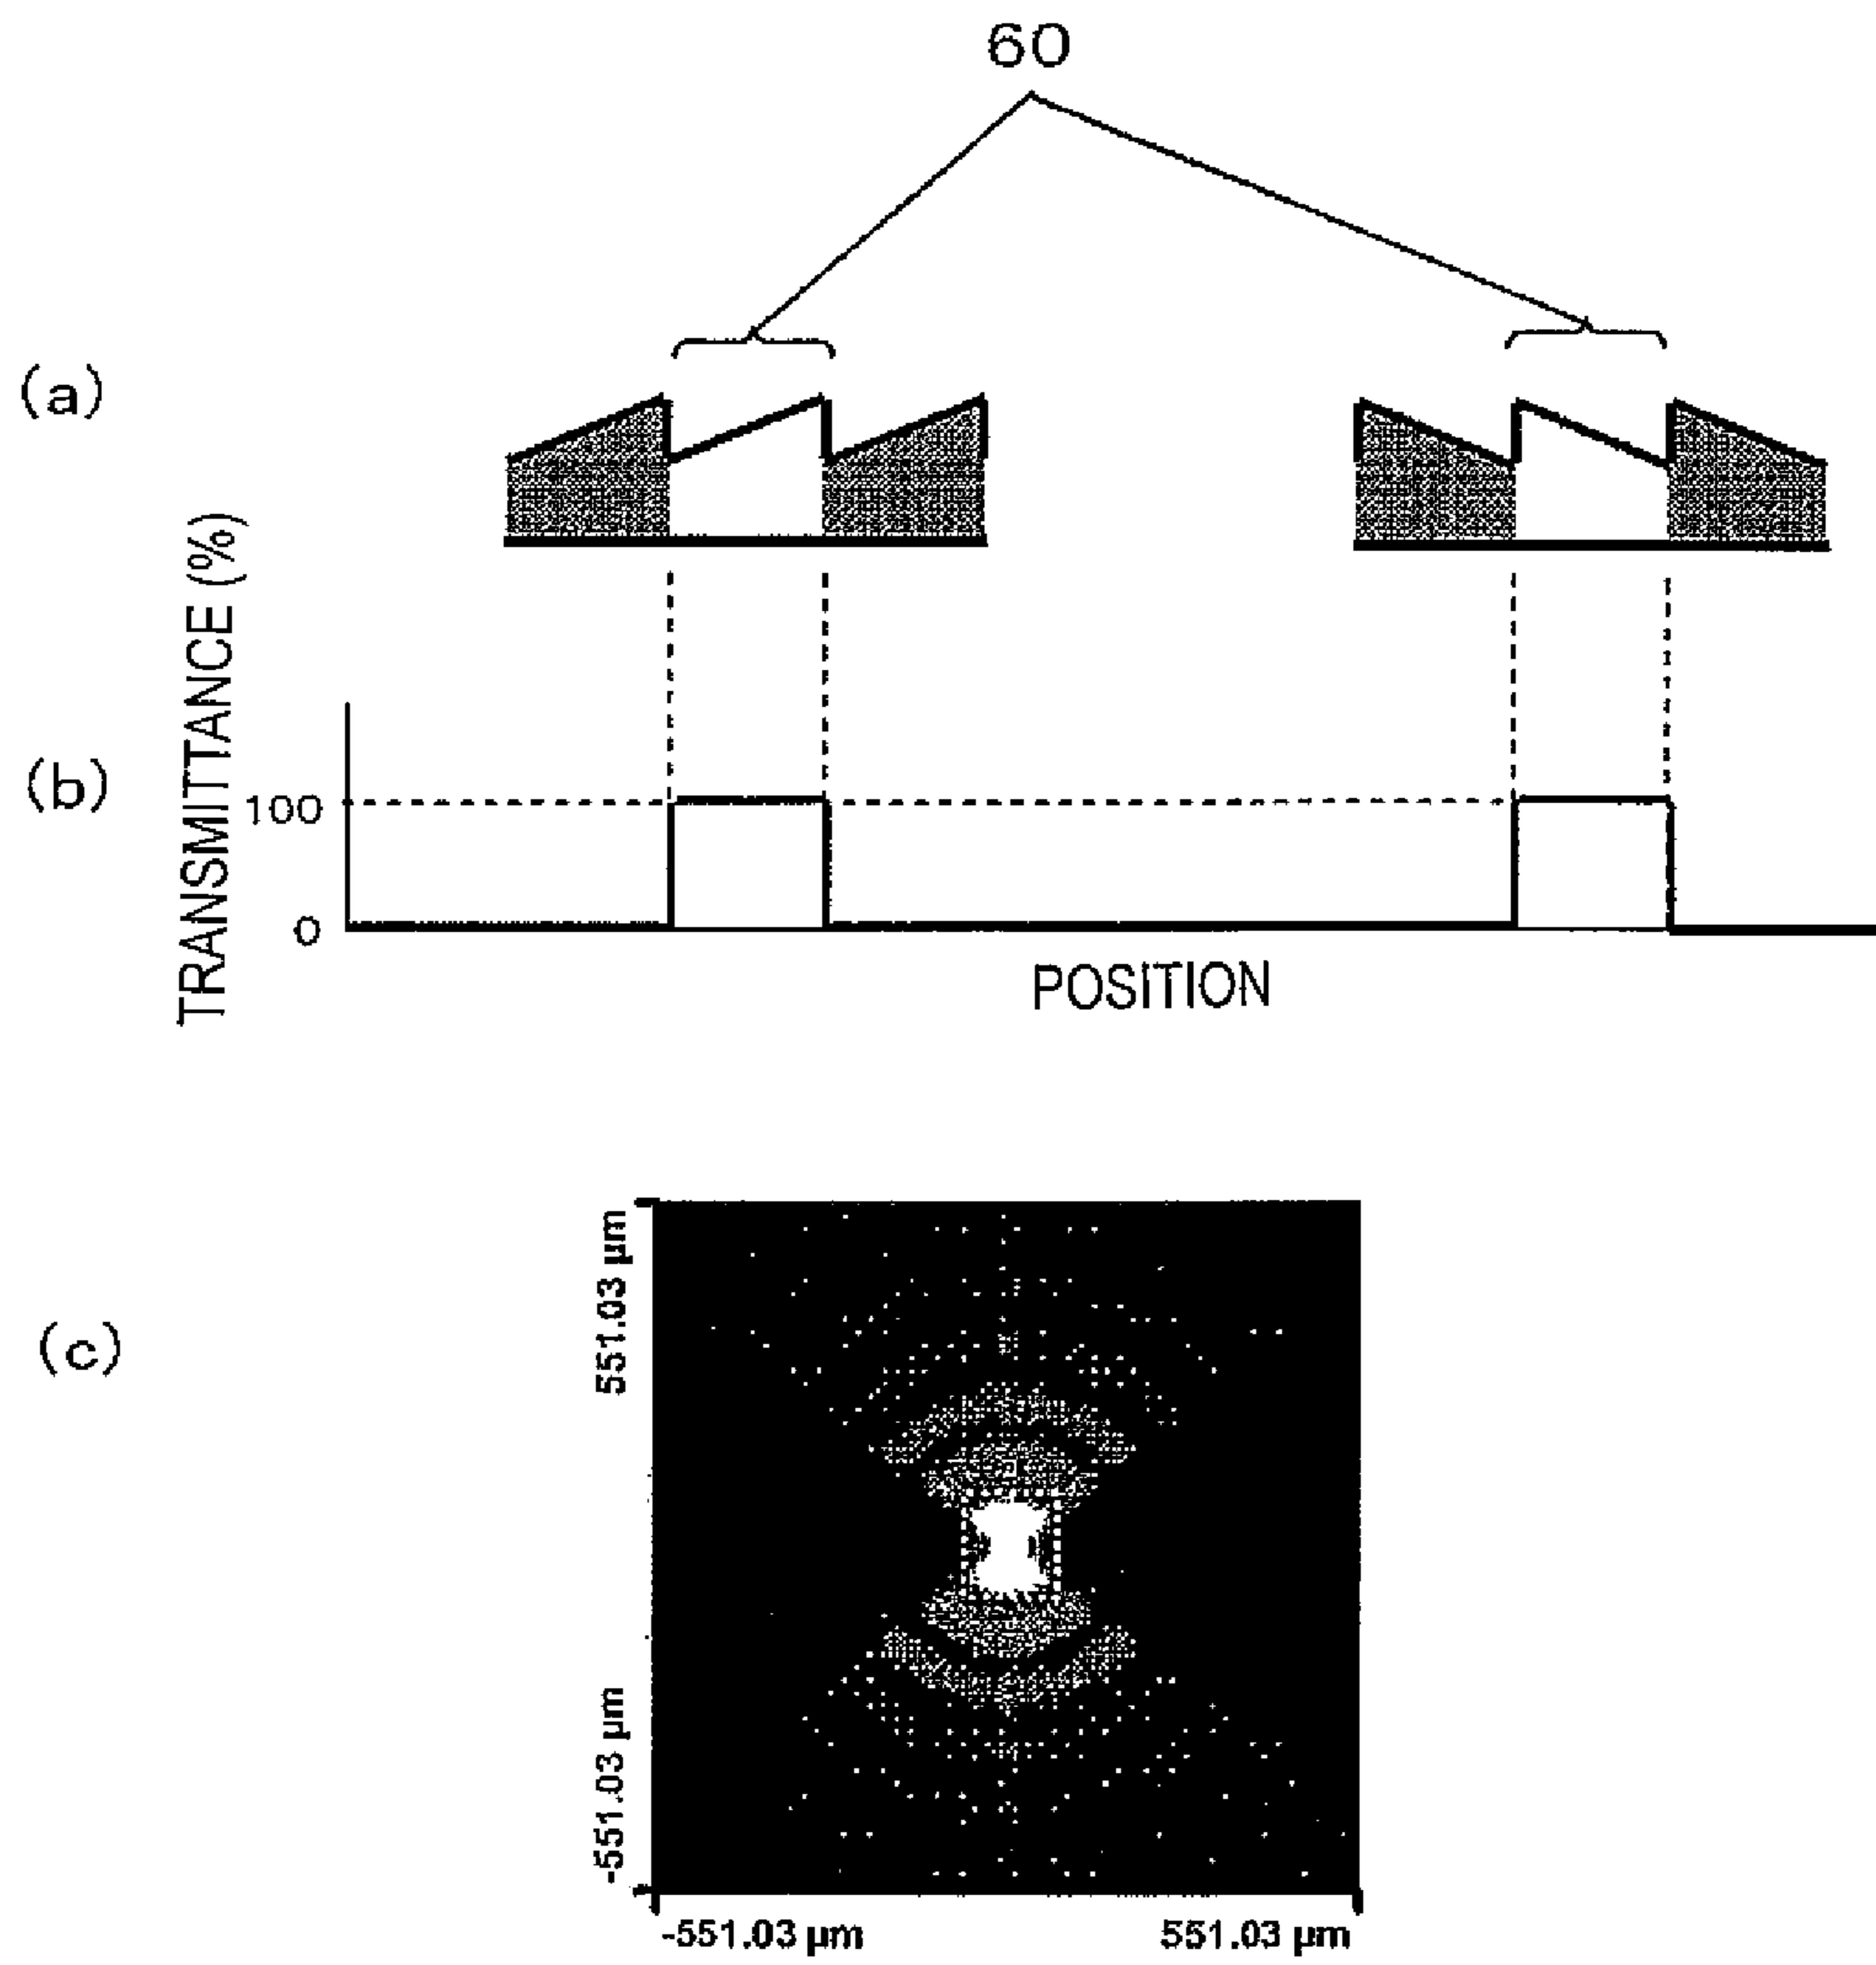 60
(a)
TRANSMITTANCE (%)
(b)
100
0
POSITION
(c)
551.03 µm
-551.03 µm
-551.03 µm
551.03 µm